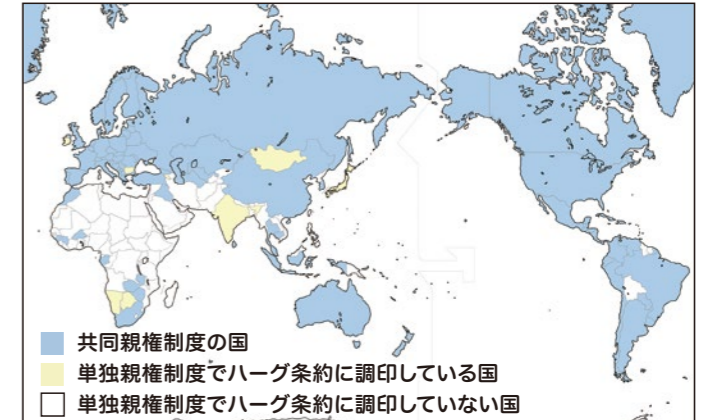 共同親権制度の国
単独親権制度でハーグ条約に調印している国
単独親権制度でハーグ条約に調印していない国